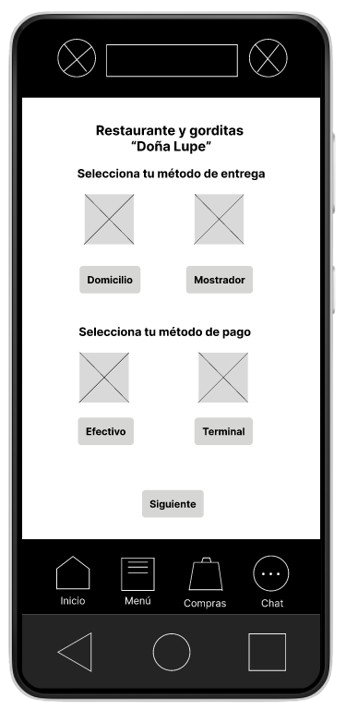 Restaurante y gorditas
“Doña Lupe”
Selecciona tu método de entrega
Domicilio
Mostrador
Selecciona tu método de pago
Efectivo
Terminal
Siguiente
Inicio
Menú
Compras
Chat